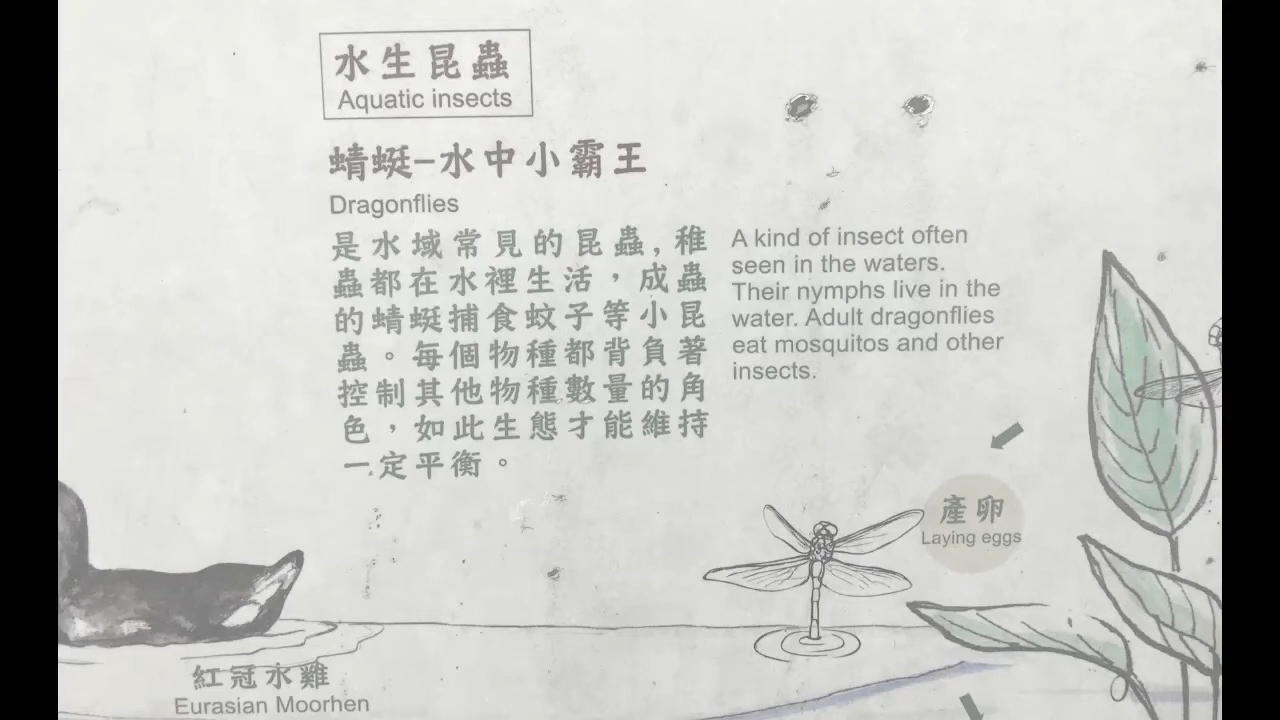 水生昆蟲
Aquatic insects
蜻蜓-水中小霸王
Dragonflies
是水域常見的昆蟲,稚
蟲都在水裡生活，成蟲
的蜻蜓捕食蚊子等小昆
蟲。每個物種都背負著
控制其他物種數量的角
色，如此生態才能維持
一定平衡。
A kind of insect often
seen in the waters.
Their nymphs live in the
water. Adult dragonflies
eat mosquitos and other
insects.
產卵
Laying eggs
紅冠水雞
Eurasian Moorhen